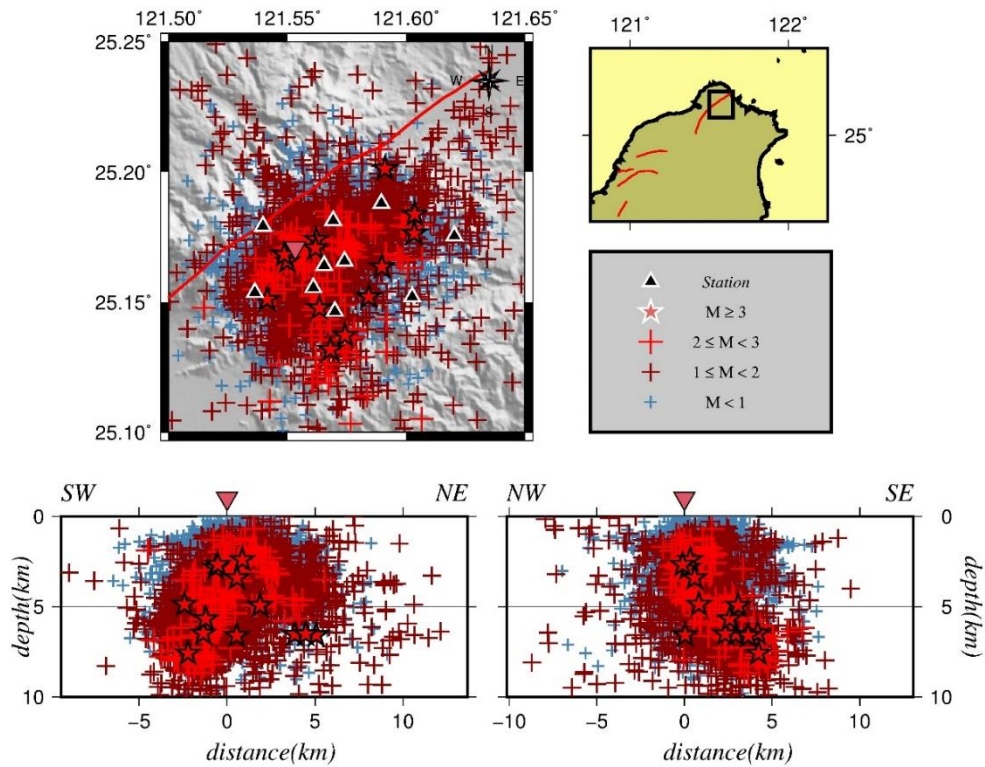 121.50° 121.55° 121.60° 121.65°
25.25°
25.20°
25.15°
25.10°
W E
121° 122°
25°
Station
M ≥ 3
2 ≤ M < 3
1 ≤ M < 2
M < 1
SW NE
0
5
10
depth(km)
−5 0 5 10
distance(km)
NW SE
0
5
10
depth(km)
−10 −5 0 5 10
distance(km)